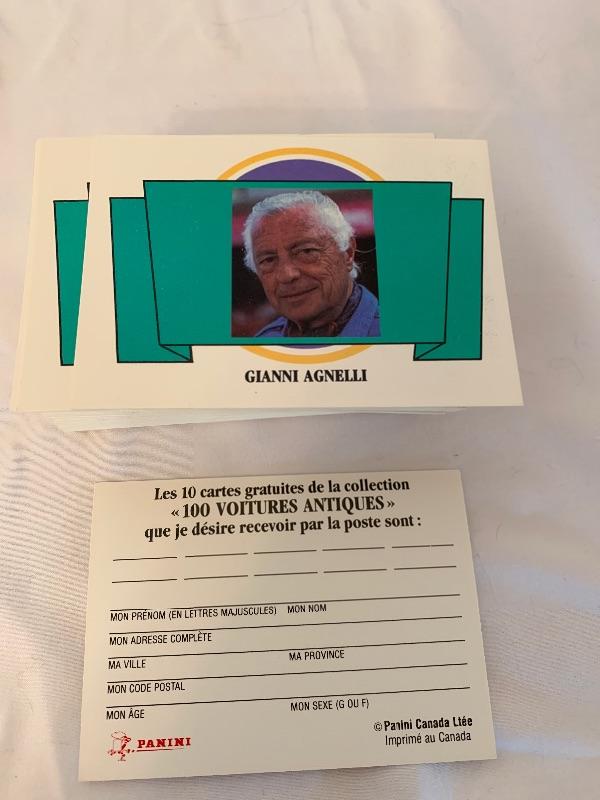 GIANNI AGNELLI
Les 10 cartes gratuites de la collection
« 100 VOITURES ANTIQUES »
que je désire recevoir par la poste sont :
MON PRÉNOM (EN LETTRES MAJUSCULES) MON NOM
MON ADRESSE COMPLÈTE
MA VILLE MA PROVINCE
MON CODE POSTAL
MON ÂGE MON SEXE (G OU F)
PANINI
© Panini Canada Ltée
Imprimé au Canada